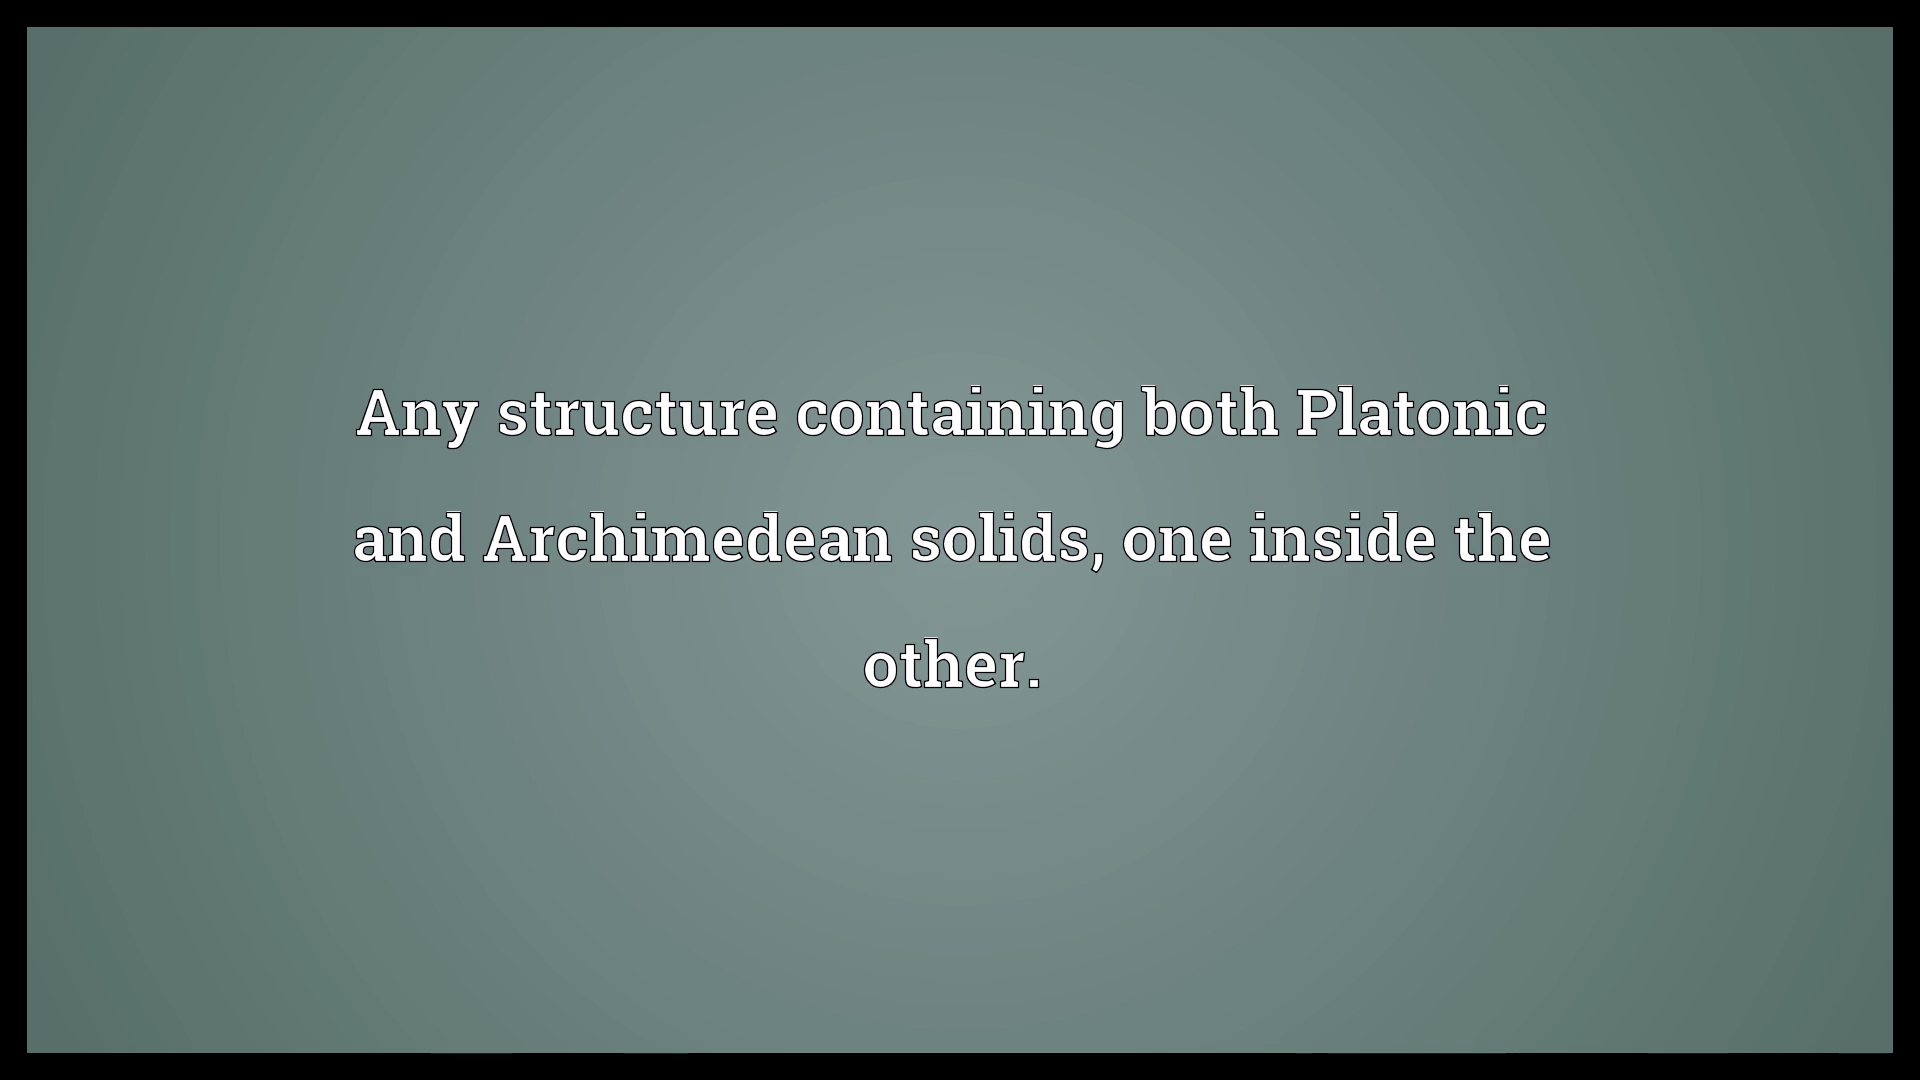 Any structure containing both Platonic
and Archimedean solids, one inside the
other.